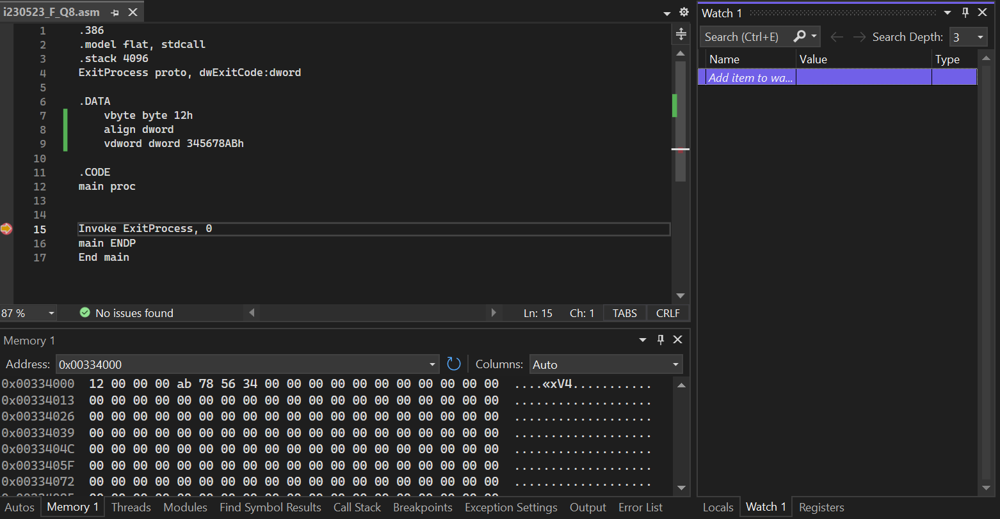 i230523_F_Q8.asm
1 .386
2 .model flat, stdcall
3 .stack 4096
4 ExitProcess proto, dwExitCode:dword
5
6 .DATA
7 vbyte byte 12h
8 align dword
9 vdword dword 345678ABh
10
11 .CODE
12 main proc
13
14
15 Invoke ExitProcess, 0
16 main ENDP
17 End main
87 % No issues found Ln: 15 Ch: 1 TABS CRLF
Memory 1
Address: 0x00334000 Columns: Auto
0x00334000 12 00 00 00 ab 78 56 34 00 00 00 00 00 00 00 00 00 00 00 ....«xV4...........
0x00334013 00 00 00 00 00 00 00 00 00 00 00 00 00 00 00 00 00 00 00 ...................
0x00334026 00 00 00 00 00 00 00 00 00 00 00 00 00 00 00 00 00 00 00 ...................
0x00334039 00 00 00 00 00 00 00 00 00 00 00 00 00 00 00 00 00 00 00 ...................
0x0033404C 00 00 00 00 00 00 00 00 00 00 00 00 00 00 00 00 00 00 00 ...................
0x0033405F 00 00 00 00 00 00 00 00 00 00 00 00 00 00 00 00 00 00 00 ...................
0x00334072 00 00 00 00 00 00 00 00 00 00 00 00 00 00 00 00 00 00 00 ...................
Autos Memory 1 Threads Modules Find Symbol Results Call Stack Breakpoints Exception Settings Output Error List
Watch 1
Search (Ctrl+E) Search Depth: 3
Name Value Type
Add item to wa...
Locals Watch 1 Registers